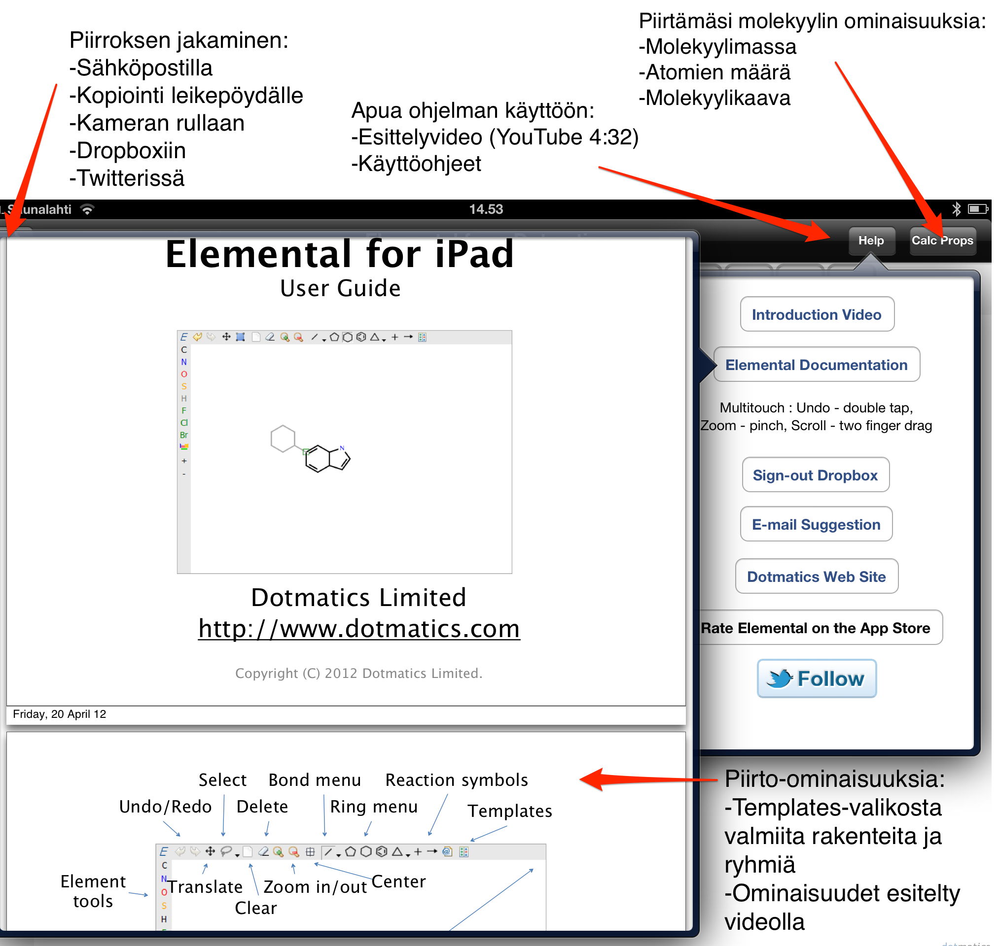 Piirroksen jakaminen:
-Sähköpostilla
-Kopiointi leikepöydälle
-Kameran rullaan
-Dropboxiin
-Twitterissä
Apua ohjelman käyttöön:
-Esittelyvideo (YouTube 4:32)
-Käyttöohjeet
Piirtämäsi molekyylin ominaisuuksia:
-Molekyylimassa
-Atomien määrä
-Molekyylikaava
14.53
Help
Calc Props
Elemental for iPad
User Guide
E
C
N
O
S
H
F
Cl
Br
+
-
N
Dotmatics Limited
http://www.dotmatics.com
Copyright (C) 2012 Dotmatics Limited.
Friday, 20 April 12
Introduction Video
Elemental Documentation
Multitouch : Undo - double tap,
Zoom - pinch, Scroll - two finger drag
Sign-out Dropbox
E-mail Suggestion
Dotmatics Web Site
Rate Elemental on the App Store
Follow
Select Bond menu Reaction symbols
Undo/Redo Delete Ring menu Templates
E
C
N
O
S
H
Element
tools
Translate Zoom in/out Center
Clear
Piirto-ominaisuuksia:
-Templates-valikosta
valmiita rakenteita ja
ryhmiä
-Ominaisuudet esitelty
videolla